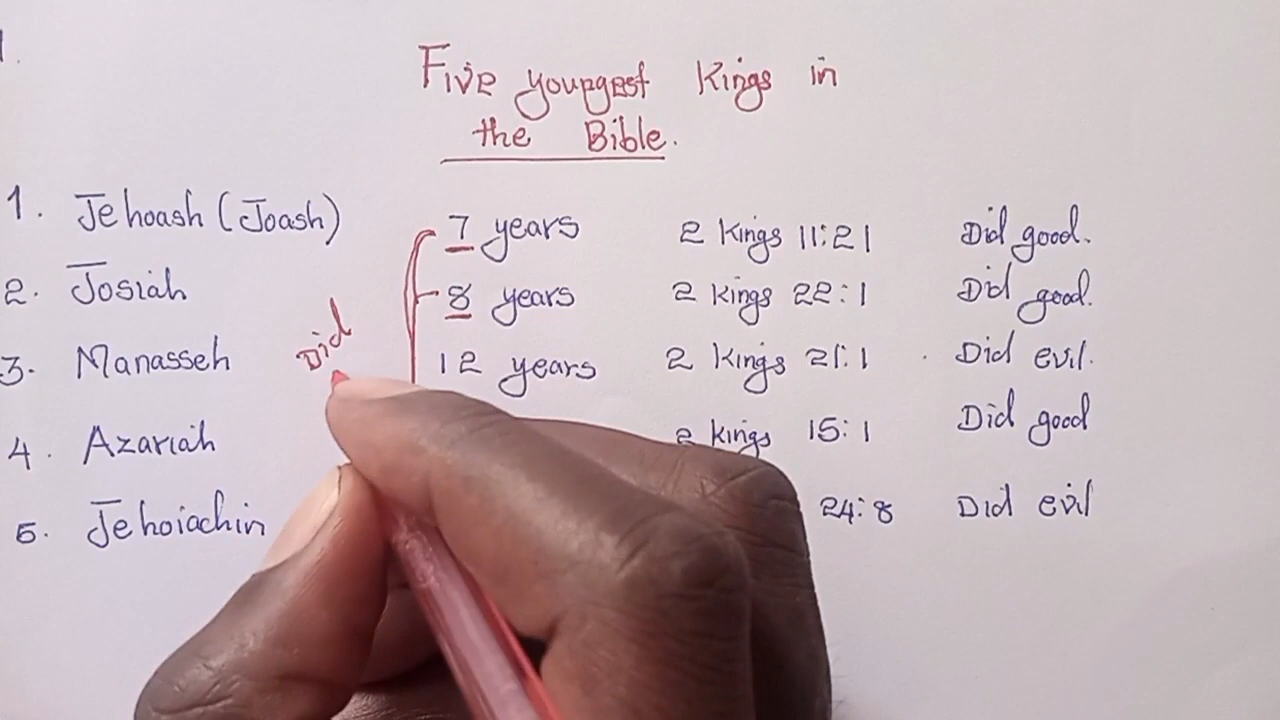 Five youngest Kings in
the Bible.
1. Jehoash (Joash) 7 years 2 Kings 11:21 Did good.
2. Josiah 8 years 2 Kings 22:1 Did good.
3. Manasseh 12 years 2 Kings 21:1 Did evil.
4. Azariah 2 Kings 15:1 Did good
5. Jehoiachin 24:8 Did evil
Did